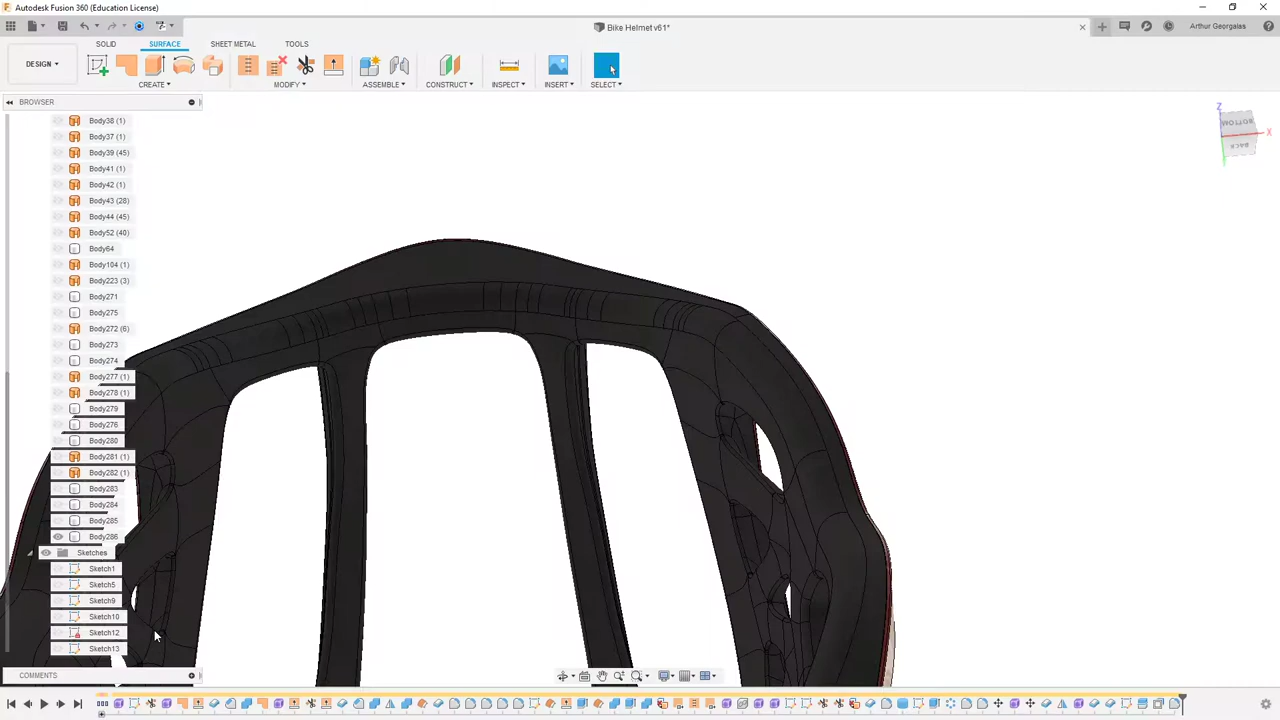 Autodesk Fusion 360 (Education License)
Bike Helmet v61*
Arthur Georgalas
DESIGN
SOLID SURFACE SHEET METAL TOOLS
CREATE MODIFY ASSEMBLE CONSTRUCT INSPECT INSERT SELECT
BROWSER
Body38 (1)
Body37 (1)
Body39 (45)
Body41 (1)
Body42 (1)
Body43 (28)
Body44 (45)
Body52 (40)
Body64
Body104 (1)
Body223 (3)
Body271
Body275
Body272 (6)
Body273
Body274
Body277 (1)
Body278 (1)
Body279
Body276
Body280
Body281 (1)
Body282 (1)
Body283
Body284
Body285
Body286
Sketches
Sketch1
Sketch5
Sketch9
Sketch10
Sketch12
Sketch13
Z
X
BOTTOM
BACK
COMMENTS